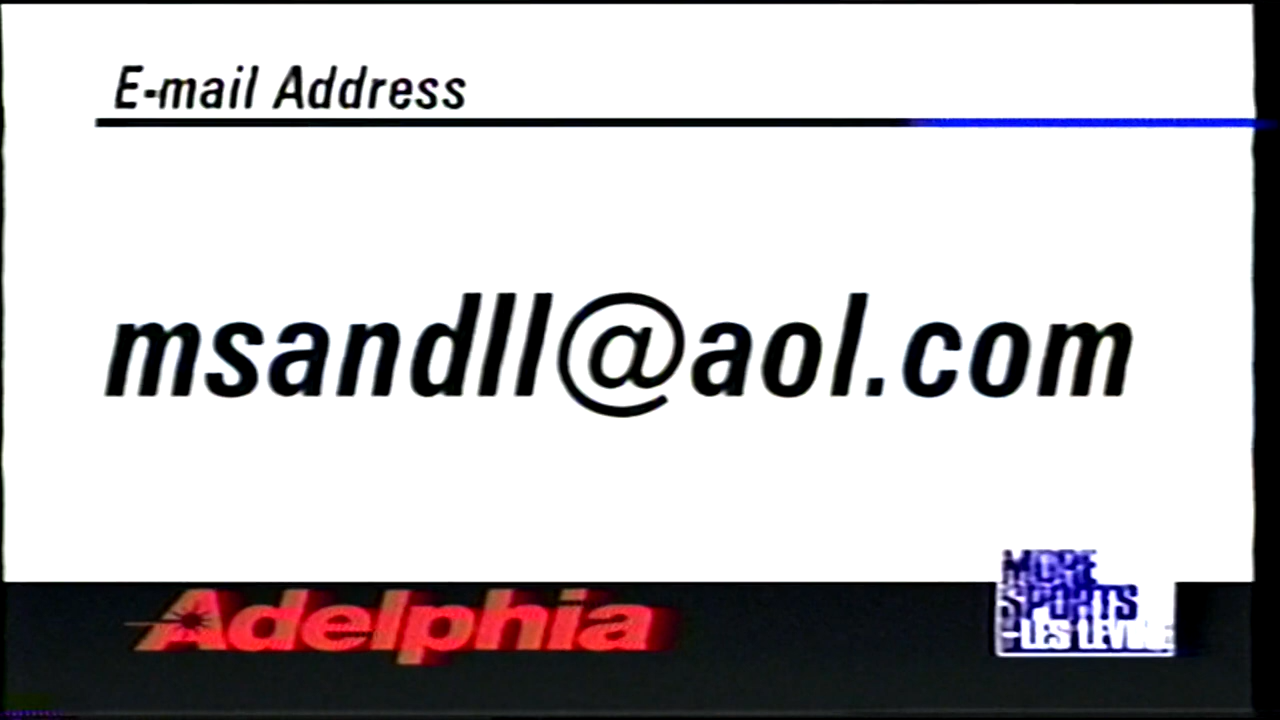 E-mail Address
msandll@aol.com
Adelphia
MORE
SPORTS
-LES LEVINE